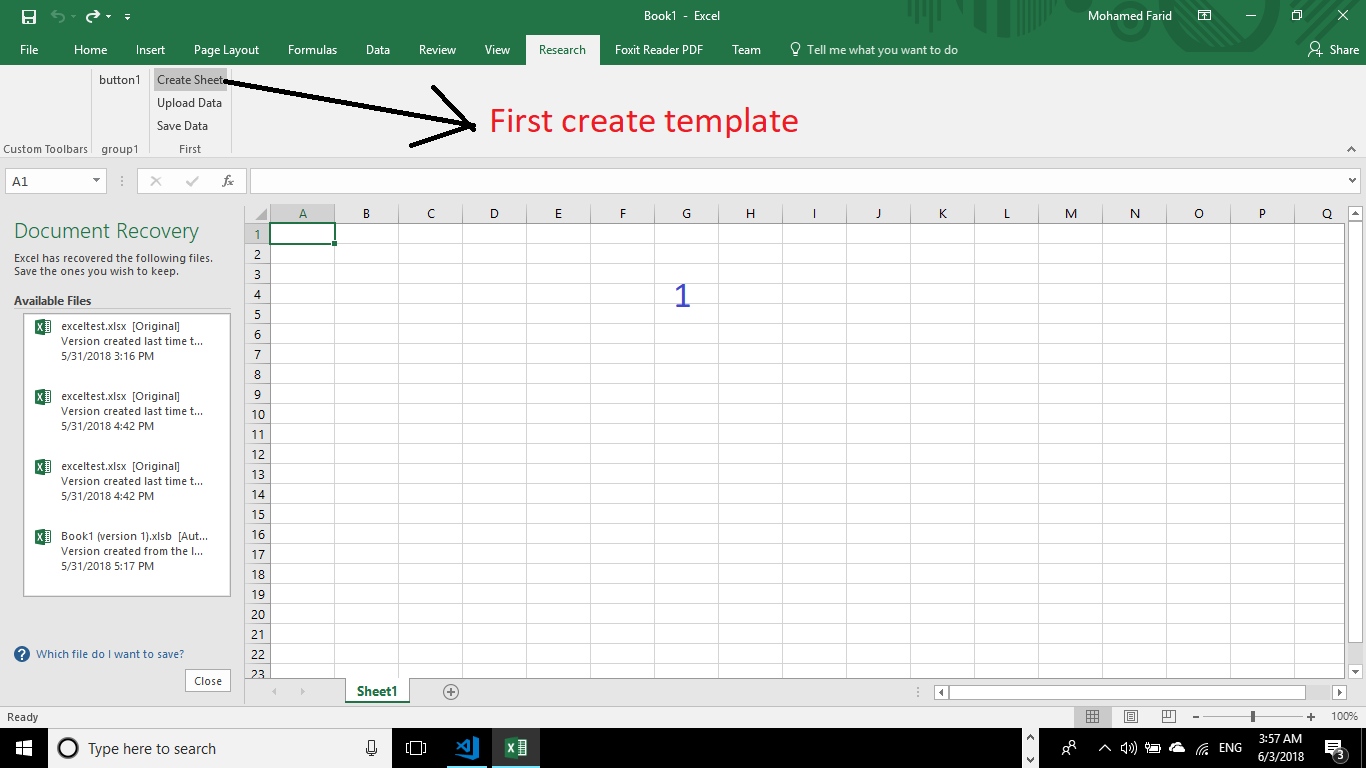 Book1 - Excel
Mohamed Farid
File Home Insert Page Layout Formulas Data Review View Research Foxit Reader PDF Team Tell me what you want to do Share
button1
Create Sheet
Upload Data
Save Data
Custom Toolbars group1 First
First create template
A1 fx
A B C D E F G H I J K L M N O P Q
Document Recovery
Excel has recovered the following files.
Save the ones you wish to keep.
Available Files
exceltest.xlsx [Original]
Version created last time t...
5/31/2018 3:16 PM
exceltest.xlsx [Original]
Version created last time t...
5/31/2018 4:42 PM
exceltest.xlsx [Original]
Version created last time t...
5/31/2018 4:42 PM
Book1 (version 1).xlsb [Aut...
Version created from the l...
5/31/2018 5:17 PM
? Which file do I want to save?
Close
1
2
3
4
5
6
7
8
9
10
11
12
13
14
15
16
17
18
19
20
21
22
23
1
Sheet1
Ready
100%
Type here to search
ENG
3:57 AM
6/3/2018
3